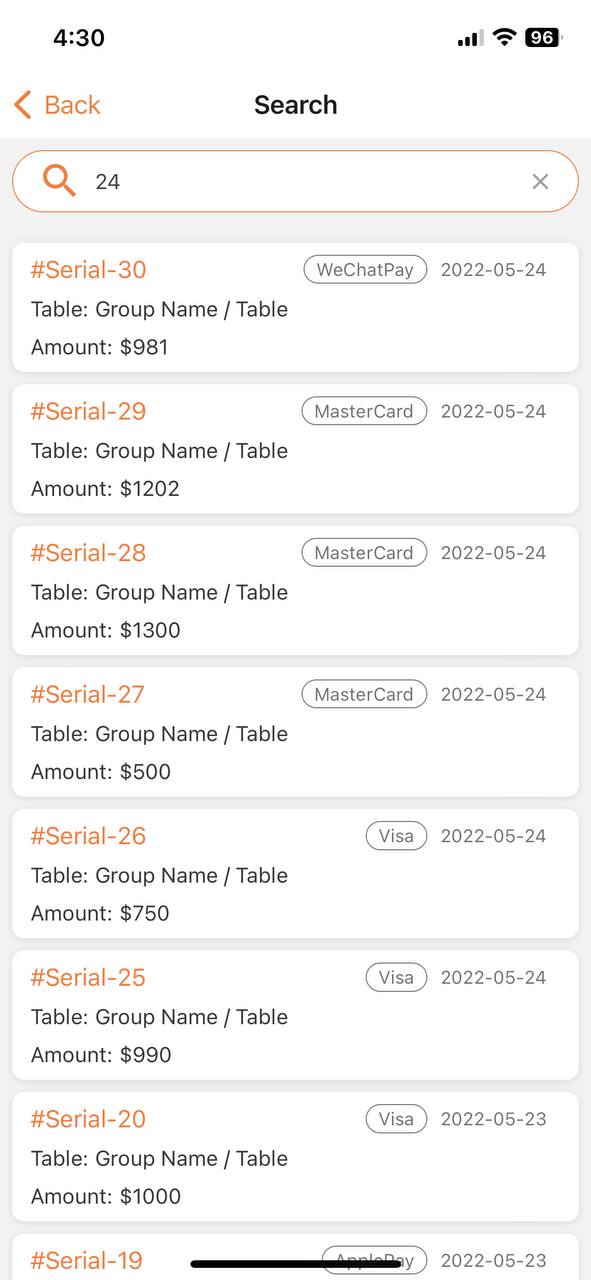 4:30
96
Back
Search
24
#Serial-30 WeChatPay 2022-05-24
Table: Group Name / Table
Amount: $981
#Serial-29 MasterCard 2022-05-24
Table: Group Name / Table
Amount: $1202
#Serial-28 MasterCard 2022-05-24
Table: Group Name / Table
Amount: $1300
#Serial-27 MasterCard 2022-05-24
Table: Group Name / Table
Amount: $500
#Serial-26 Visa 2022-05-24
Table: Group Name / Table
Amount: $750
#Serial-25 Visa 2022-05-24
Table: Group Name / Table
Amount: $990
#Serial-20 Visa 2022-05-23
Table: Group Name / Table
Amount: $1000
#Serial-19 ApplePay 2022-05-23